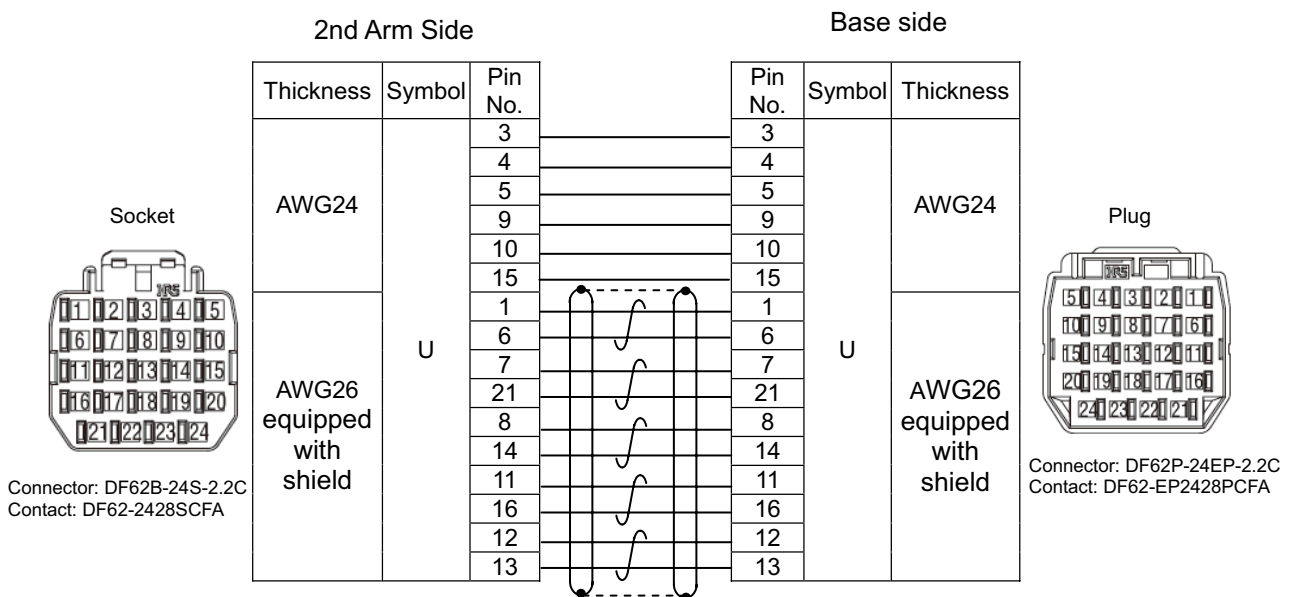 2nd Arm Side
Base side
Thickness Symbol Pin No.
Pin No. Symbol Thickness
3 3
4 4
5 5
9 9
10 10
15 15
AWG24
AWG24
1 1
6 6
7 7
21 21
8 8
14 14
11 11
16 16
12 12
13 13
U
U
AWG26
equipped
with
shield
AWG26
equipped
with
shield
Socket
HRS
1 2 3 4 5
6 7 8 9 10
11 12 13 14 15
16 17 18 19 20
21 22 23 24
Connector: DF62B-24S-2.2C
Contact: DF62-2428SCFA
Plug
HRS
5 4 3 2 1
10 9 8 7 6
15 14 13 12 11
20 19 18 17 16
24 23 22 21
Connector: DF62P-24EP-2.2C
Contact: DF62-EP2428PCFA